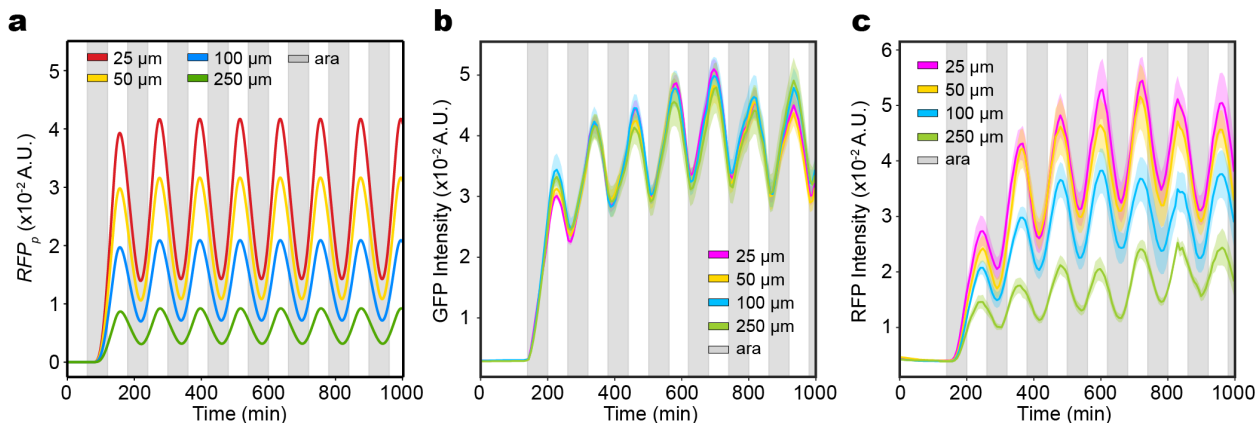 a
25 µm
100 µm
ara
50 µm
250 µm
RFPp (x10-2 A.U.)
5
4
3
2
1
0
0 200 400 600 800 1000
Time (min)
b
GFP Intensity (x10-2 A.U.)
5
4
3
2
1
25 µm
50 µm
100 µm
250 µm
ara
0 200 400 600 800 1000
Time (min)
c
RFP Intensity (x10-2 A.U.)
6
5
4
3
2
1
25 µm
50 µm
100 µm
250 µm
ara
0 200 400 600 800 1000
Time (min)